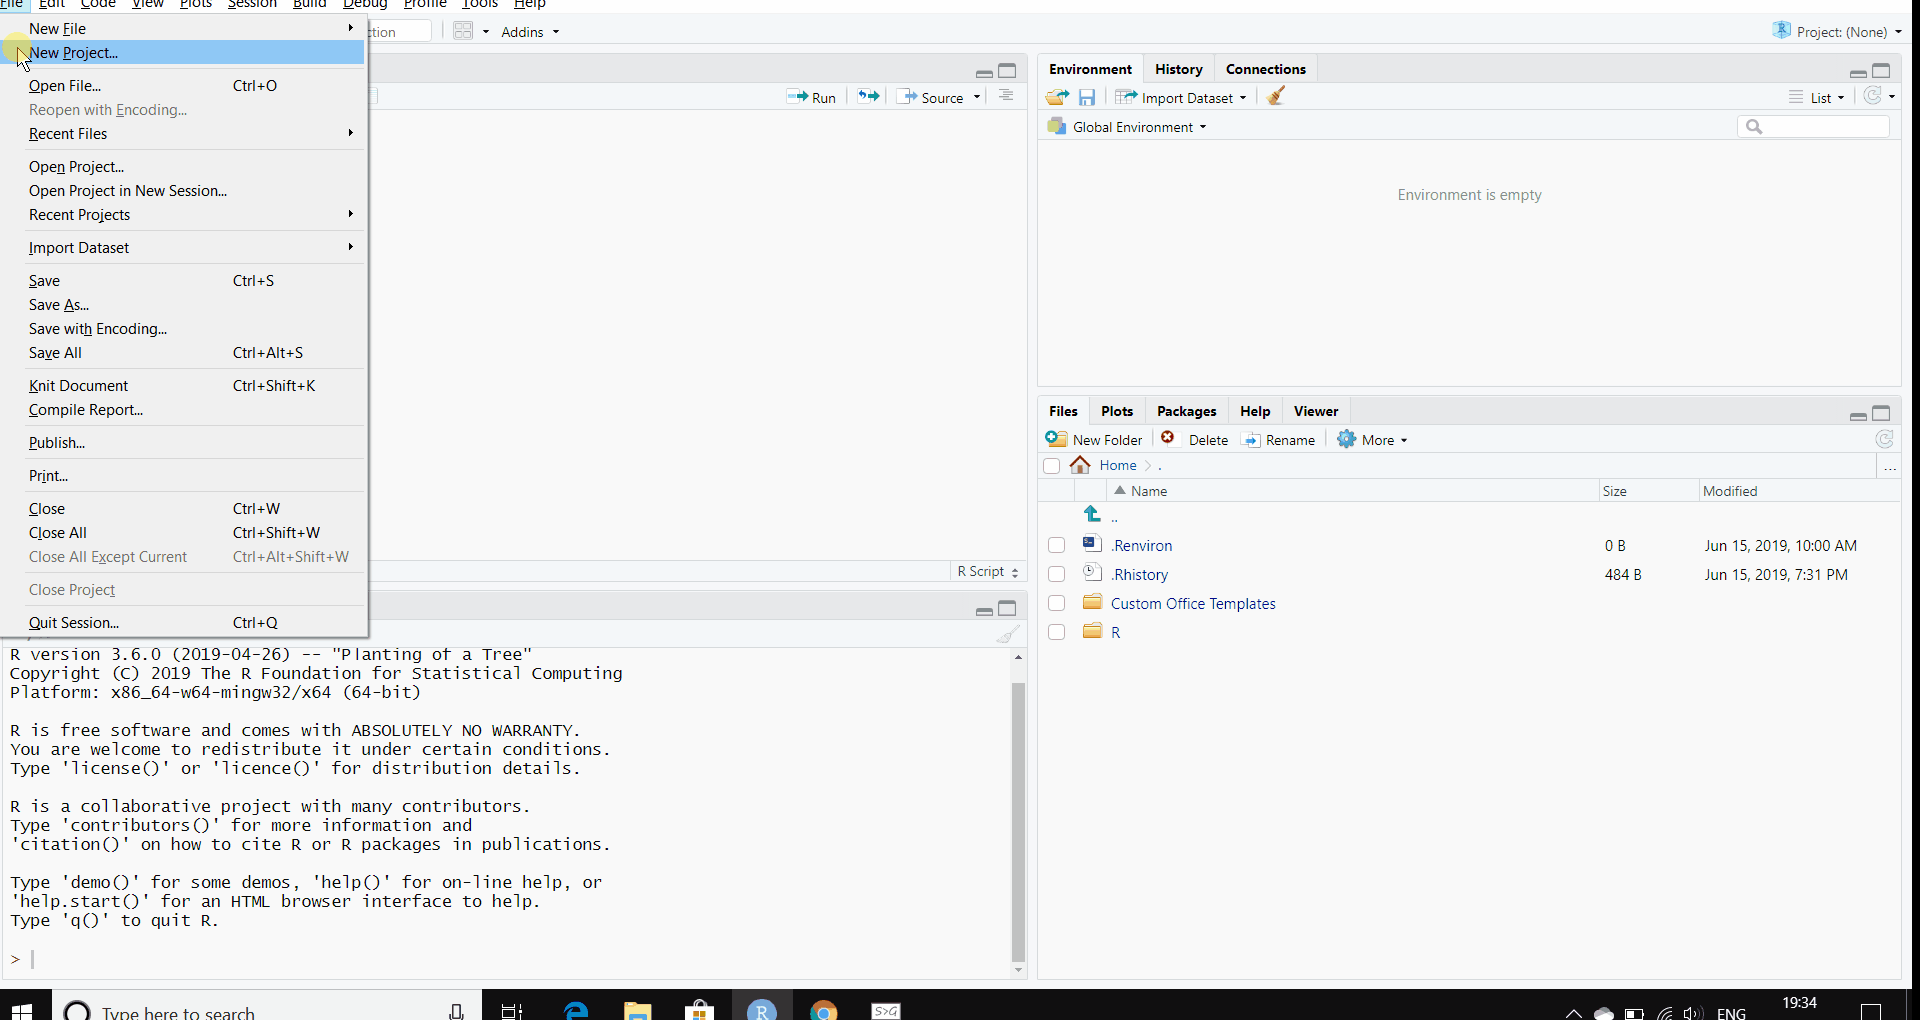 File Edit Code View Plots Session Build Debug Profile Tools Help
New File
New Project...
Open File... Ctrl+O
Reopen with Encoding...
Recent Files
Open Project...
Open Project in New Session...
Recent Projects
Import Dataset
Save Ctrl+S
Save As...
Save with Encoding...
Save All Ctrl+Alt+S
Knit Document Ctrl+Shift+K
Compile Report...
Publish...
Print...
Close Ctrl+W
Close All Ctrl+Shift+W
Close All Except Current Ctrl+Alt+Shift+W
Close Project
Quit Session... Ctrl+Q
Addins
Project: (None)
Run Source
R Script
R version 3.6.0 (2019-04-26) -- "Planting of a Tree"
Copyright (C) 2019 The R Foundation for Statistical Computing
Platform: x86_64-w64-mingw32/x64 (64-bit)
R is free software and comes with ABSOLUTELY NO WARRANTY.
You are welcome to redistribute it under certain conditions.
Type 'license()' or 'licence()' for distribution details.
R is a collaborative project with many contributors.
Type 'contributors()' for more information and
'citation()' on how to cite R or R packages in publications.
Type 'demo()' for some demos, 'help()' for on-line help, or
'help.start()' for an HTML browser interface to help.
Type 'q()' to quit R.
>
Environment History Connections
Import Dataset List
Global Environment
Environment is empty
Files Plots Packages Help Viewer
New Folder Delete Rename More
Home > . ...
Name Size Modified
..
.Renviron 0 B Jun 15, 2019, 10:00 AM
.Rhistory 484 B Jun 15, 2019, 7:31 PM
Custom Office Templates
R
Type here to search
R
S>G
ENG
19:34